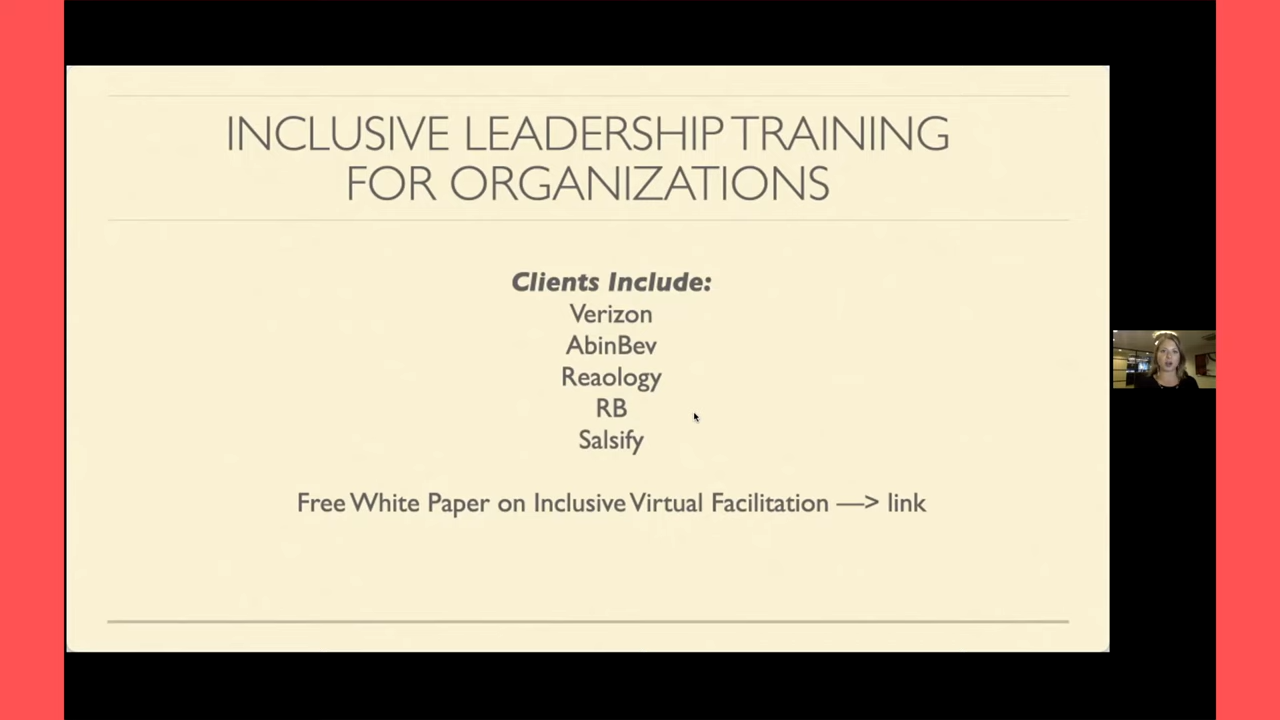 INCLUSIVE LEADERSHIP TRAINING
FOR ORGANIZATIONS
Clients Include:
Verizon
AbinBev
Reaology
RB
Salsify
Free White Paper on Inclusive Virtual Facilitation —> link